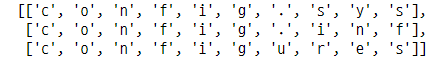 [['c', 'o', 'n', 'f', 'i', 'g', '.', 's', 'y', 's'],
['c', 'o', 'n', 'f', 'i', 'g', '.', 'i', 'n', 'f'],
['c', 'o', 'n', 'f', 'i', 'g', 'u', 'r', 'e', 's']]